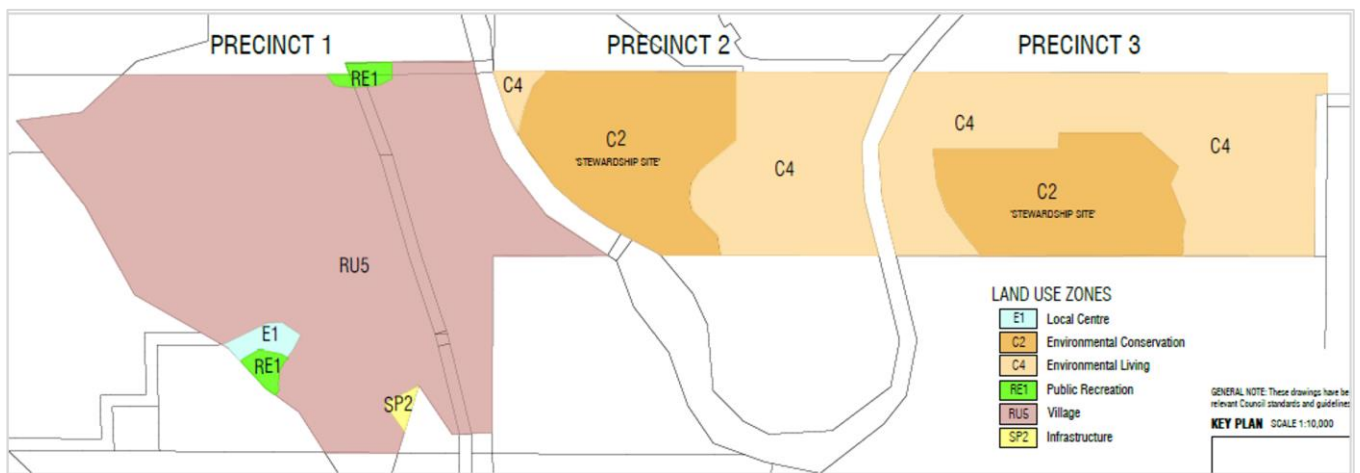 PRECINCT 1
PRECINCT 2
PRECINCT 3
RE1
C4
C4
C4
C2
'STEWARDSHIP SITE'
C4
C2
'STEWARDSHIP SITE'
RU5
E1
RE1
SP2
LAND USE ZONES
E1 Local Centre
C2 Environmental Conservation
C4 Environmental Living
RE1 Public Recreation
RU5 Village
SP2 Infrastructure
GENERAL NOTE: These drawings have be
relevant Council standards and guidelines
KEY PLAN SCALE 1:10,000